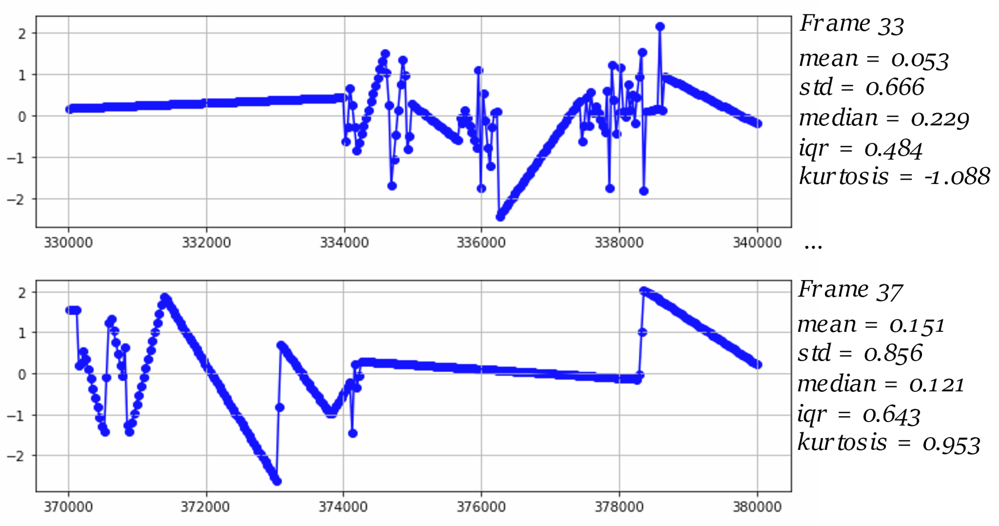 2
1
0
−1
−2
330000 332000 334000 336000 338000 340000
Frame 33
mean = 0.053
std = 0.666
median = 0.229
iqr = 0.484
kurtosis = -1.088
...
2
1
0
−1
−2
370000 372000 374000 376000 378000 380000
Frame 37
mean = 0.151
std = 0.856
median = 0.121
iqr = 0.643
kurtosis = 0.953